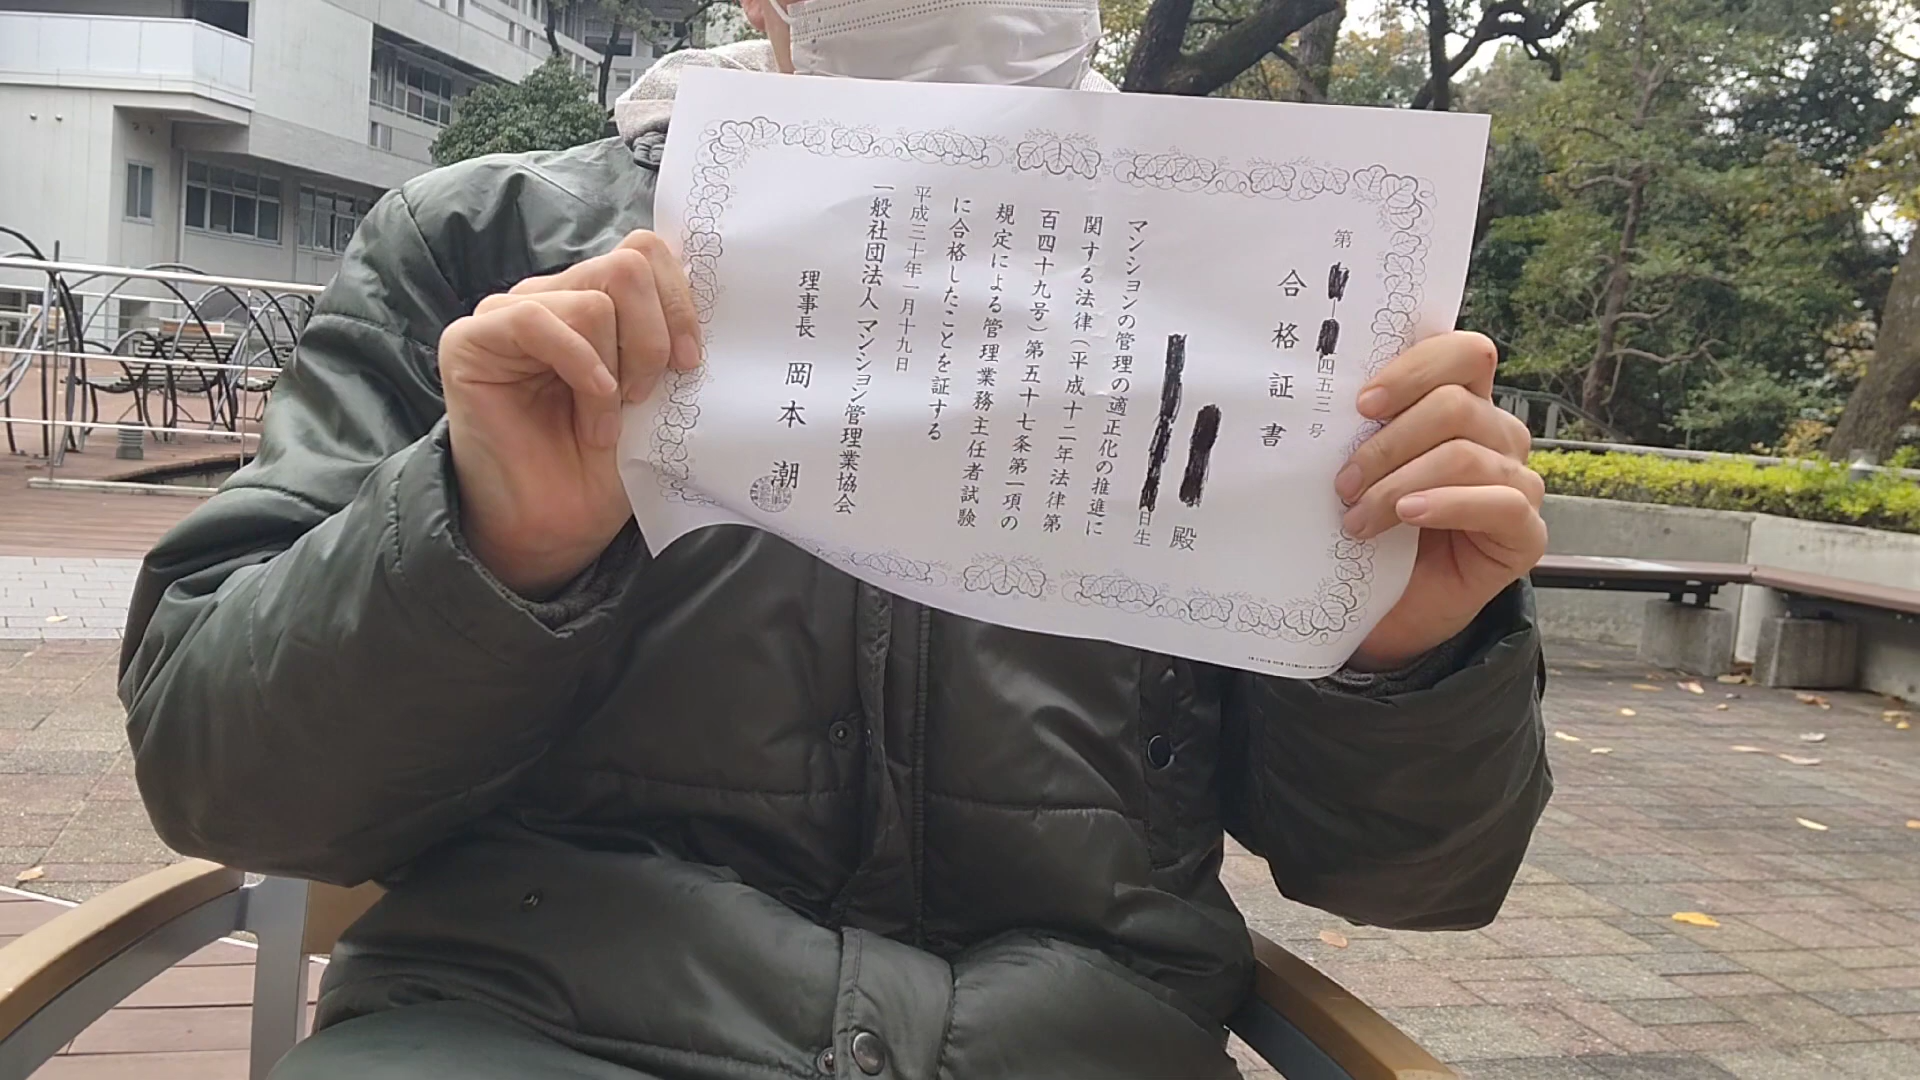 第 四五三号
合格証書
殿
日生
マンションの管理の適正化の推進に
関する法律(平成十二年法律第
百四十九号)第五十七条第一項の
規定による管理業務主任者試験
に合格したことを証する
平成三十年一月十九日
一般社団法人 マンション管理業協会
理事長 岡本 潮